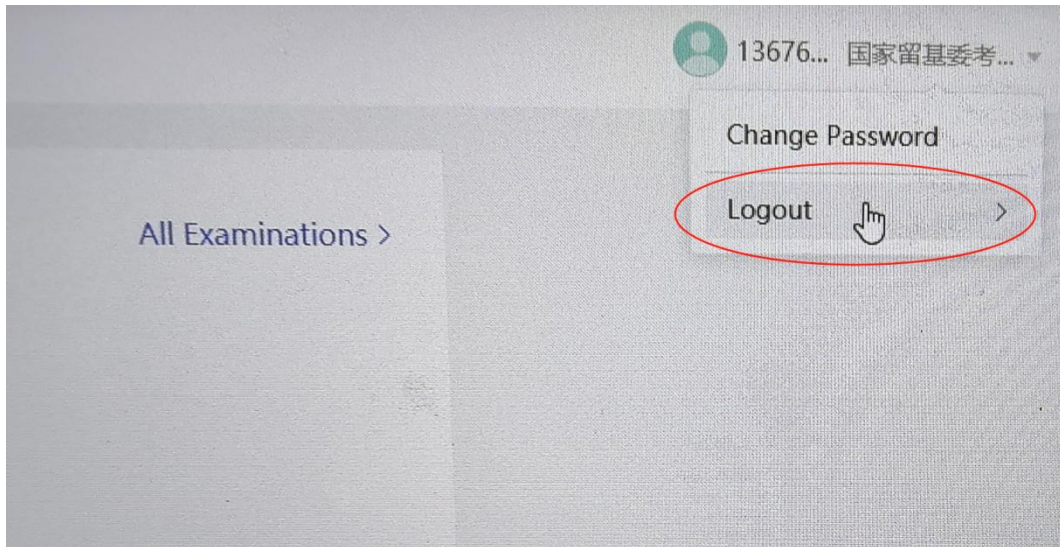 13676... 国家留基委考...
Change Password
Logout
All Examinations >